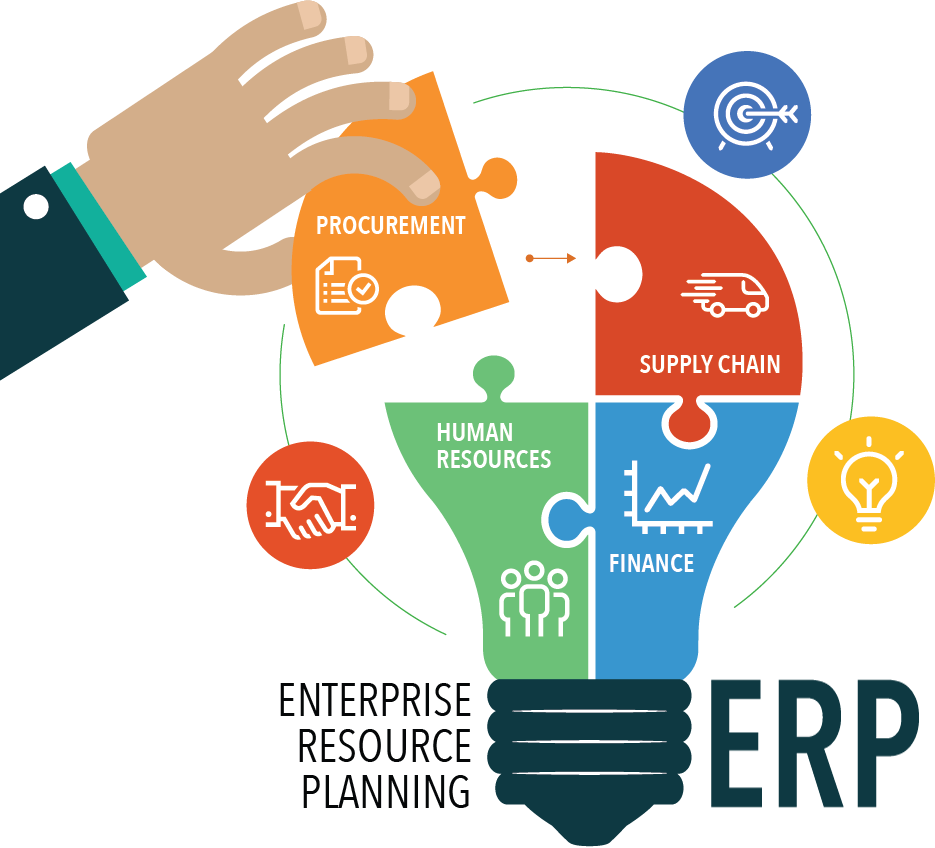 PROCUREMENT
SUPPLY CHAIN
HUMAN
RESOURCES
FINANCE
ENTERPRISE
RESOURCE
PLANNING
ERP